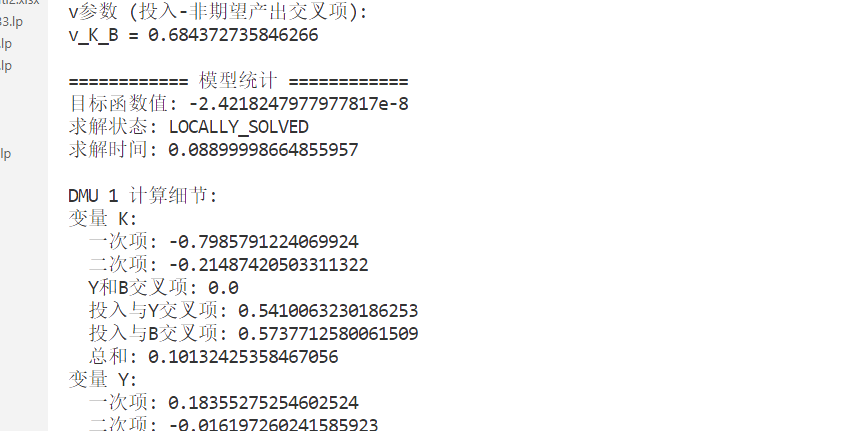 ti2.xlsx
33.lp
.lp
.lp
lp
v参数 (投入-非期望产出交叉项):
v_K_B = 0.684372735846266
============ 模型统计 ============
目标函数值: -2.4218247977977817e-8
求解状态: LOCALLY_SOLVED
求解时间: 0.08899998664855957
DMU 1 计算细节:
变量 K:
一次项: -0.7985791224069924
二次项: -0.21487420503311322
Y和B交叉项: 0.0
投入与Y交叉项: 0.5410063230186253
投入与B交叉项: 0.5737712580061509
总和: 0.10132425358467056
变量 Y:
一次项: 0.18355275254602524
二次项: -0.016197260241585923